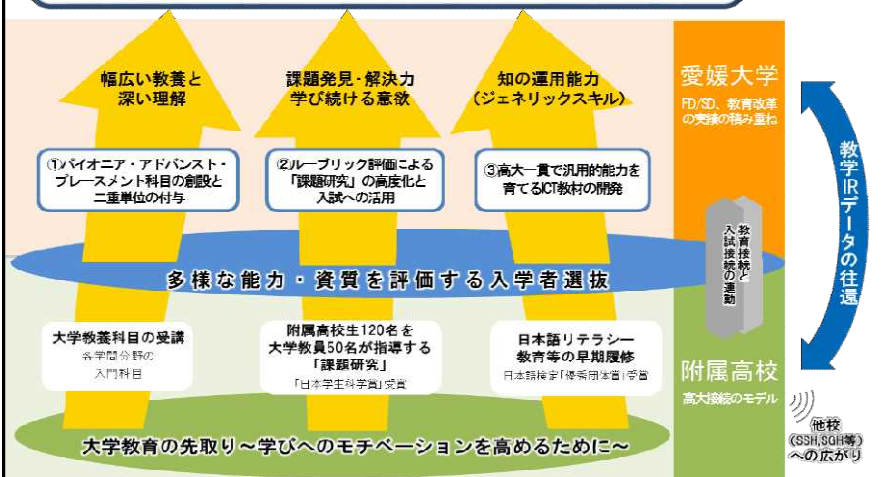 幅広い教養と
深い理解
課題発見・解決力
学び続ける意欲
知の運用能力
(ジェネリックスキル)
愛媛大学
FD/SD、教育改革
の実績の積み重ね
①パイオニア・アドバンスト・
プレースメント科目の創設と
二重単位の付与
②ルーブリック評価による
「課題研究」の高度化と
入試への活用
③高大一貫で汎用的能力を
育てるICT教材の開発
教学IRデータの往還
教育接続と
入試接続の連動
多様な能力・資質を評価する入学者選抜
大学教養科目の受講
各学問分野の
入門科目
附属高校生120名を
大学教員50名が指導する
「課題研究」
「日本学生科学賞」受賞
日本語リテラシー
教育等の早期履修
日本語検定「優秀団体賞」受賞
附属高校
高大接続のモデル
他校
(SSH,SGH等)
への広がり
大学教育の先取り~学びへのモチベーションを高めるために~